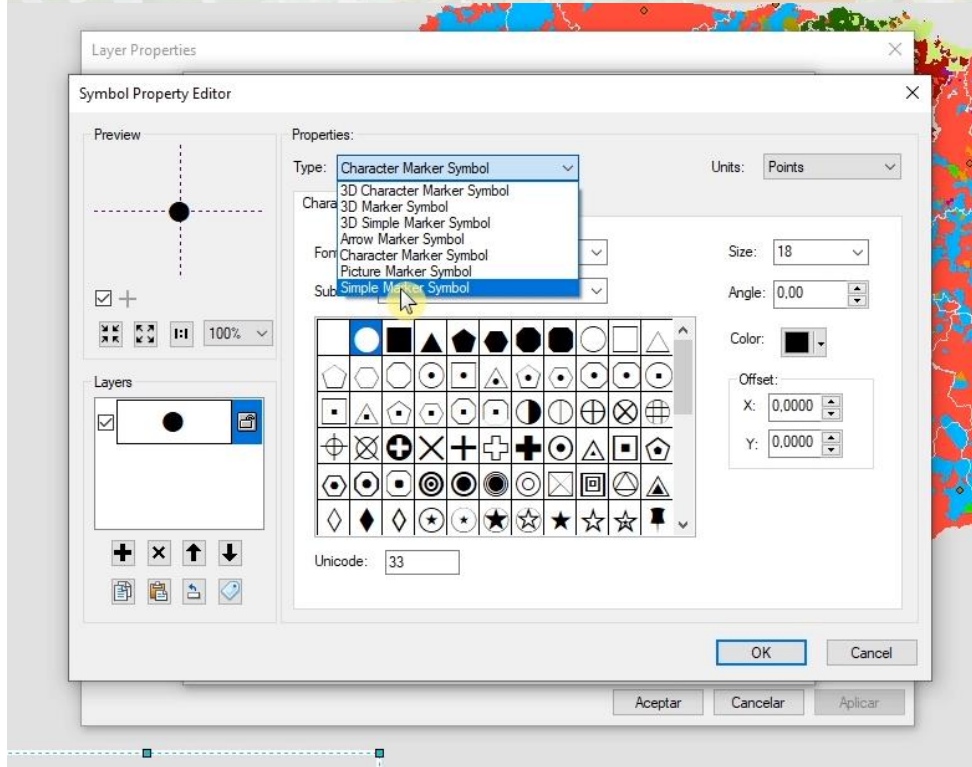 Layer Properties
Symbol Property Editor
Preview
Properties:
Type: Character Marker Symbol
Units: Points
3D Character Marker Symbol
3D Marker Symbol
3D Simple Marker Symbol
Arrow Marker Symbol
Character Marker Symbol
Picture Marker Symbol
Simple Marker Symbol
Chara
Fon
Sub
Size: 18
Angle: 0,00
Color:
Offset:
X: 0,0000
Y: 0,0000
1:1 100%
Layers
Unicode: 33
OK Cancel
Aceptar Cancelar Aplicar